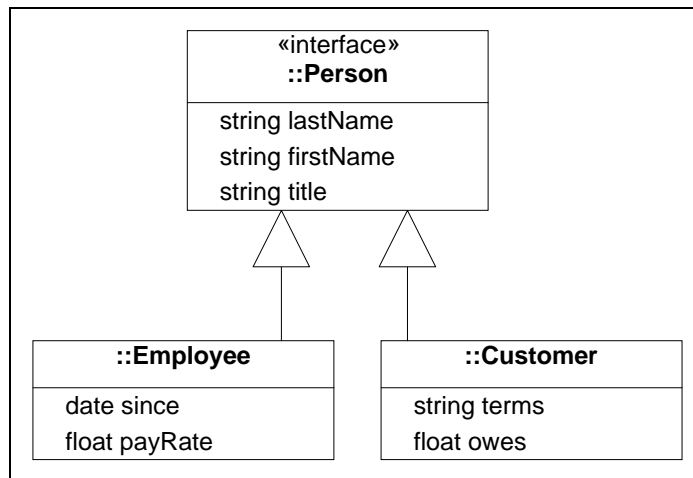 «interface»
::Person
string lastName
string firstName
string title
::Employee
date since
float payRate
::Customer
string terms
float owes